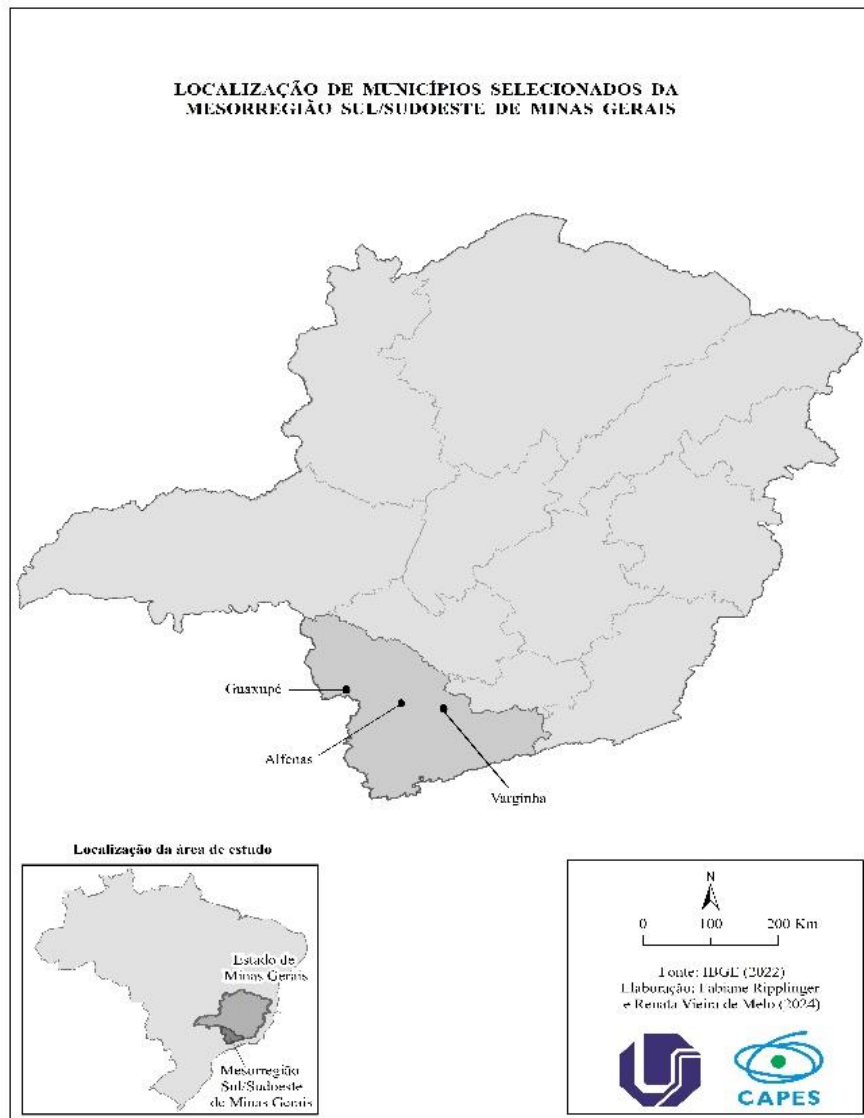 LOCALIZAÇÃO DE MUNICÍPIOS SELECIONADOS DA
MESORREGIÃO SUL/SUDOESTE DE MINAS GERAIS
Guaxupé
Alfenas
Varginha
Localização da área de estudo
Estado de
Minas Gerais
Mesorregião
Sul/Sudoeste
de Minas Gerais
N
0 100 200 Km
Fonte: IBGE (2022)
Elaboração: Fabiane Ripplinger
e Renata Vieira de Melo (2024)
CAPES